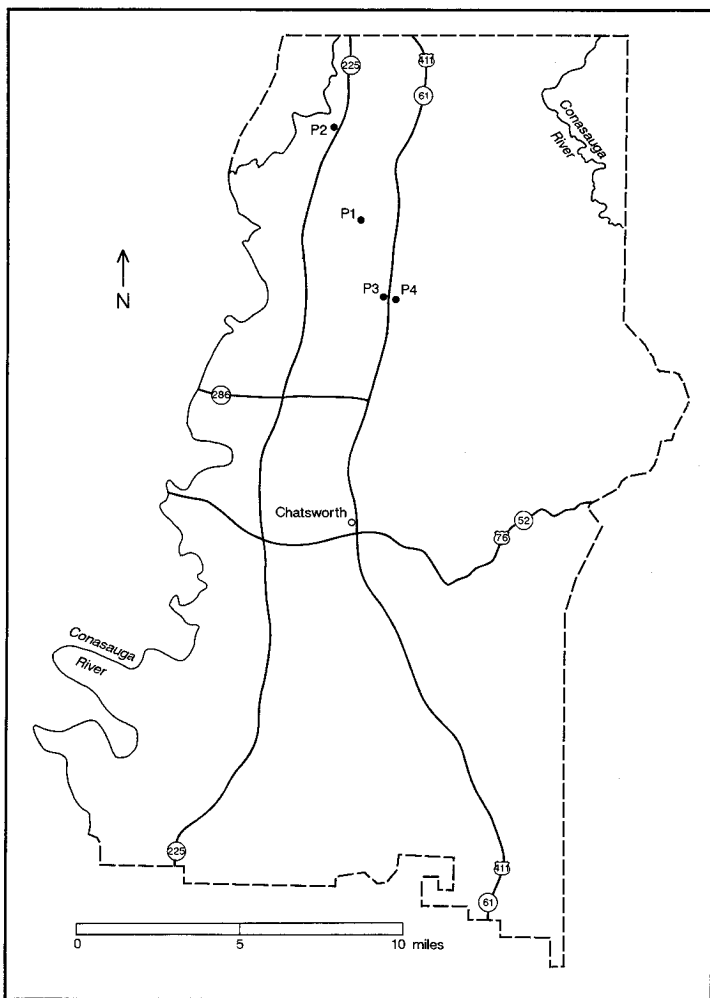 225
411
61
P2
Conasauga
River
P1
N
P3
P4
286
Chatsworth
52
76
Conasauga
River
225
411
61
0
5
10 miles